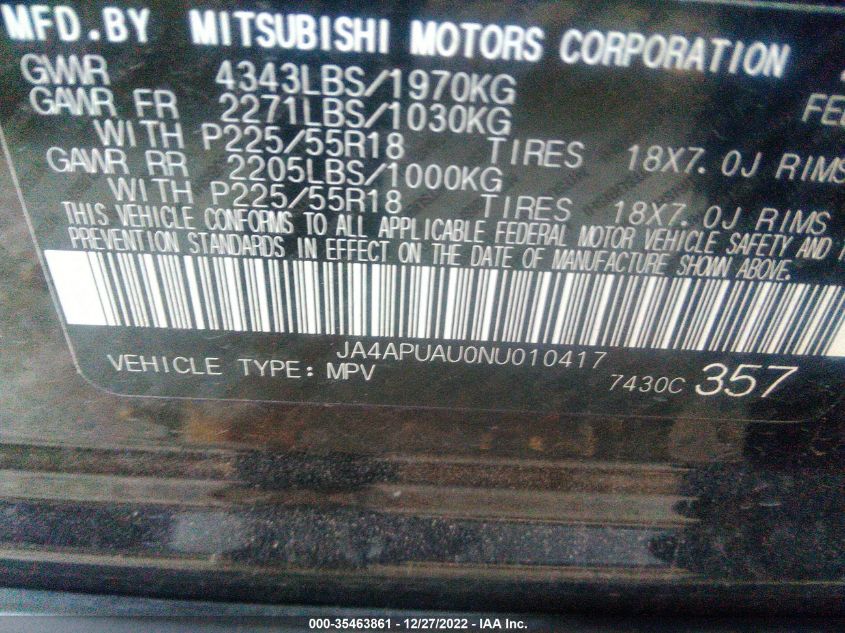 MFD.BY MITSUBISHI MOTORS CORPORATION
GVWR 4343LBS/1970KG
GAWR FR 2271LBS/1030KG FE
WITH P225/55R18 TIRES 18X7.0J RIMS
GAWR RR 2205LBS/1000KG
WITH P225/55R18 TIRES 18X7.0J RIMS
THIS VEHICLE CONFORMS TO ALL APPLICABLE FEDERAL MOTOR VEHICLE SAFETY AND
PREVENTION STANDARDS IN EFFECT ON THE DATE OF MANUFACTURE SHOWN ABOVE.
JA4APUAU0NU010417
VEHICLE TYPE: MPV 7430C 357
000-35463861 - 12/27/2022 - IAA Inc.